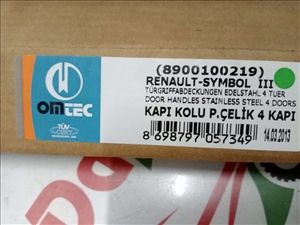 (8900100219)
RENAULT-SYMBOL III
TÜRGRIFFABDECKUNGEN EDELSTAHL 4 TUER
DOOR HANDLES STAINLESS STEEL 4 DOORS
KAPI KOLU P.ÇELİK 4 KAPI
8 698797 057349
14.03.2013
OMTEC
TÜV